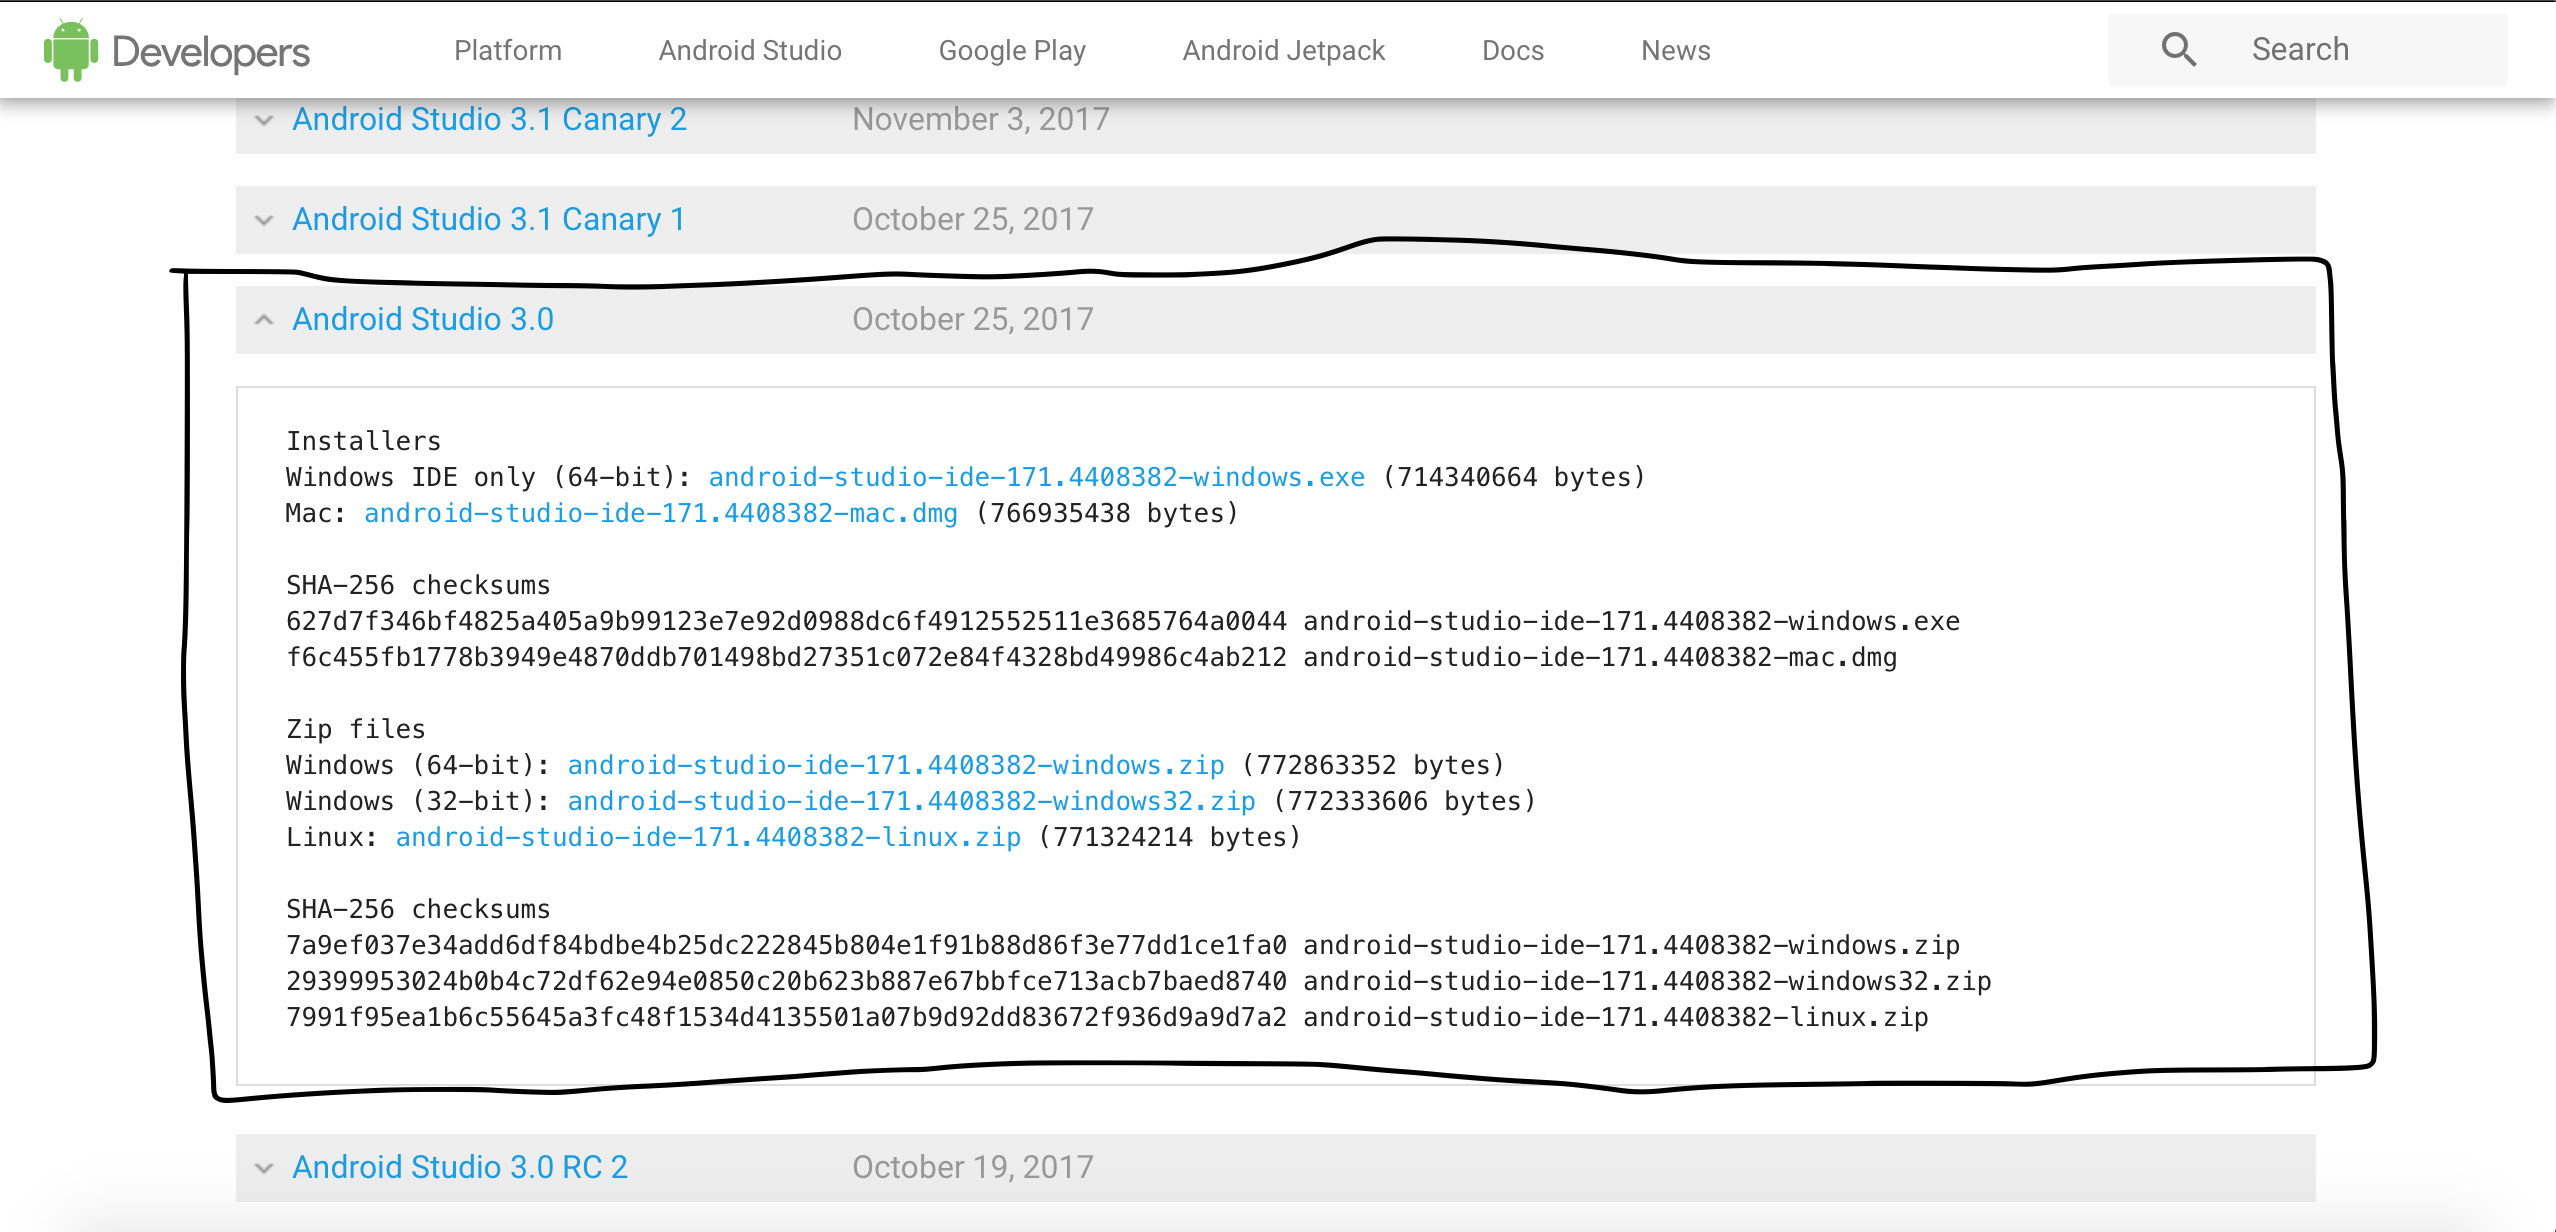 Developers Platform Android Studio Google Play Android Jetpack Docs News Search
Android Studio 3.1 Canary 2 November 3, 2017
Android Studio 3.1 Canary 1 October 25, 2017
Android Studio 3.0 October 25, 2017
Installers
Windows IDE only (64-bit): android-studio-ide-171.4408382-windows.exe (714340664 bytes)
Mac: android-studio-ide-171.4408382-mac.dmg (766935438 bytes)
SHA-256 checksums
627d7f346bf4825a405a9b99123e7e92d0988dc6f4912552511e3685764a0044 android-studio-ide-171.4408382-windows.exe
f6c455fb1778b3949e4870ddb701498bd27351c072e84f4328bd49986c4ab212 android-studio-ide-171.4408382-mac.dmg
Zip files
Windows (64-bit): android-studio-ide-171.4408382-windows.zip (772863352 bytes)
Windows (32-bit): android-studio-ide-171.4408382-windows32.zip (772333606 bytes)
Linux: android-studio-ide-171.4408382-linux.zip (771324214 bytes)
SHA-256 checksums
7a9ef037e34add6df84bdbe4b25dc222845b804e1f91b88d86f3e77dd1ce1fa0 android-studio-ide-171.4408382-windows.zip
29399953024b0b4c72df62e94e0850c20b623b887e67bbfce713acb7baed8740 android-studio-ide-171.4408382-windows32.zip
7991f95ea1b6c55645a3fc48f1534d4135501a07b9d92dd83672f936d9a9d7a2 android-studio-ide-171.4408382-linux.zip
Android Studio 3.0 RC 2 October 19, 2017